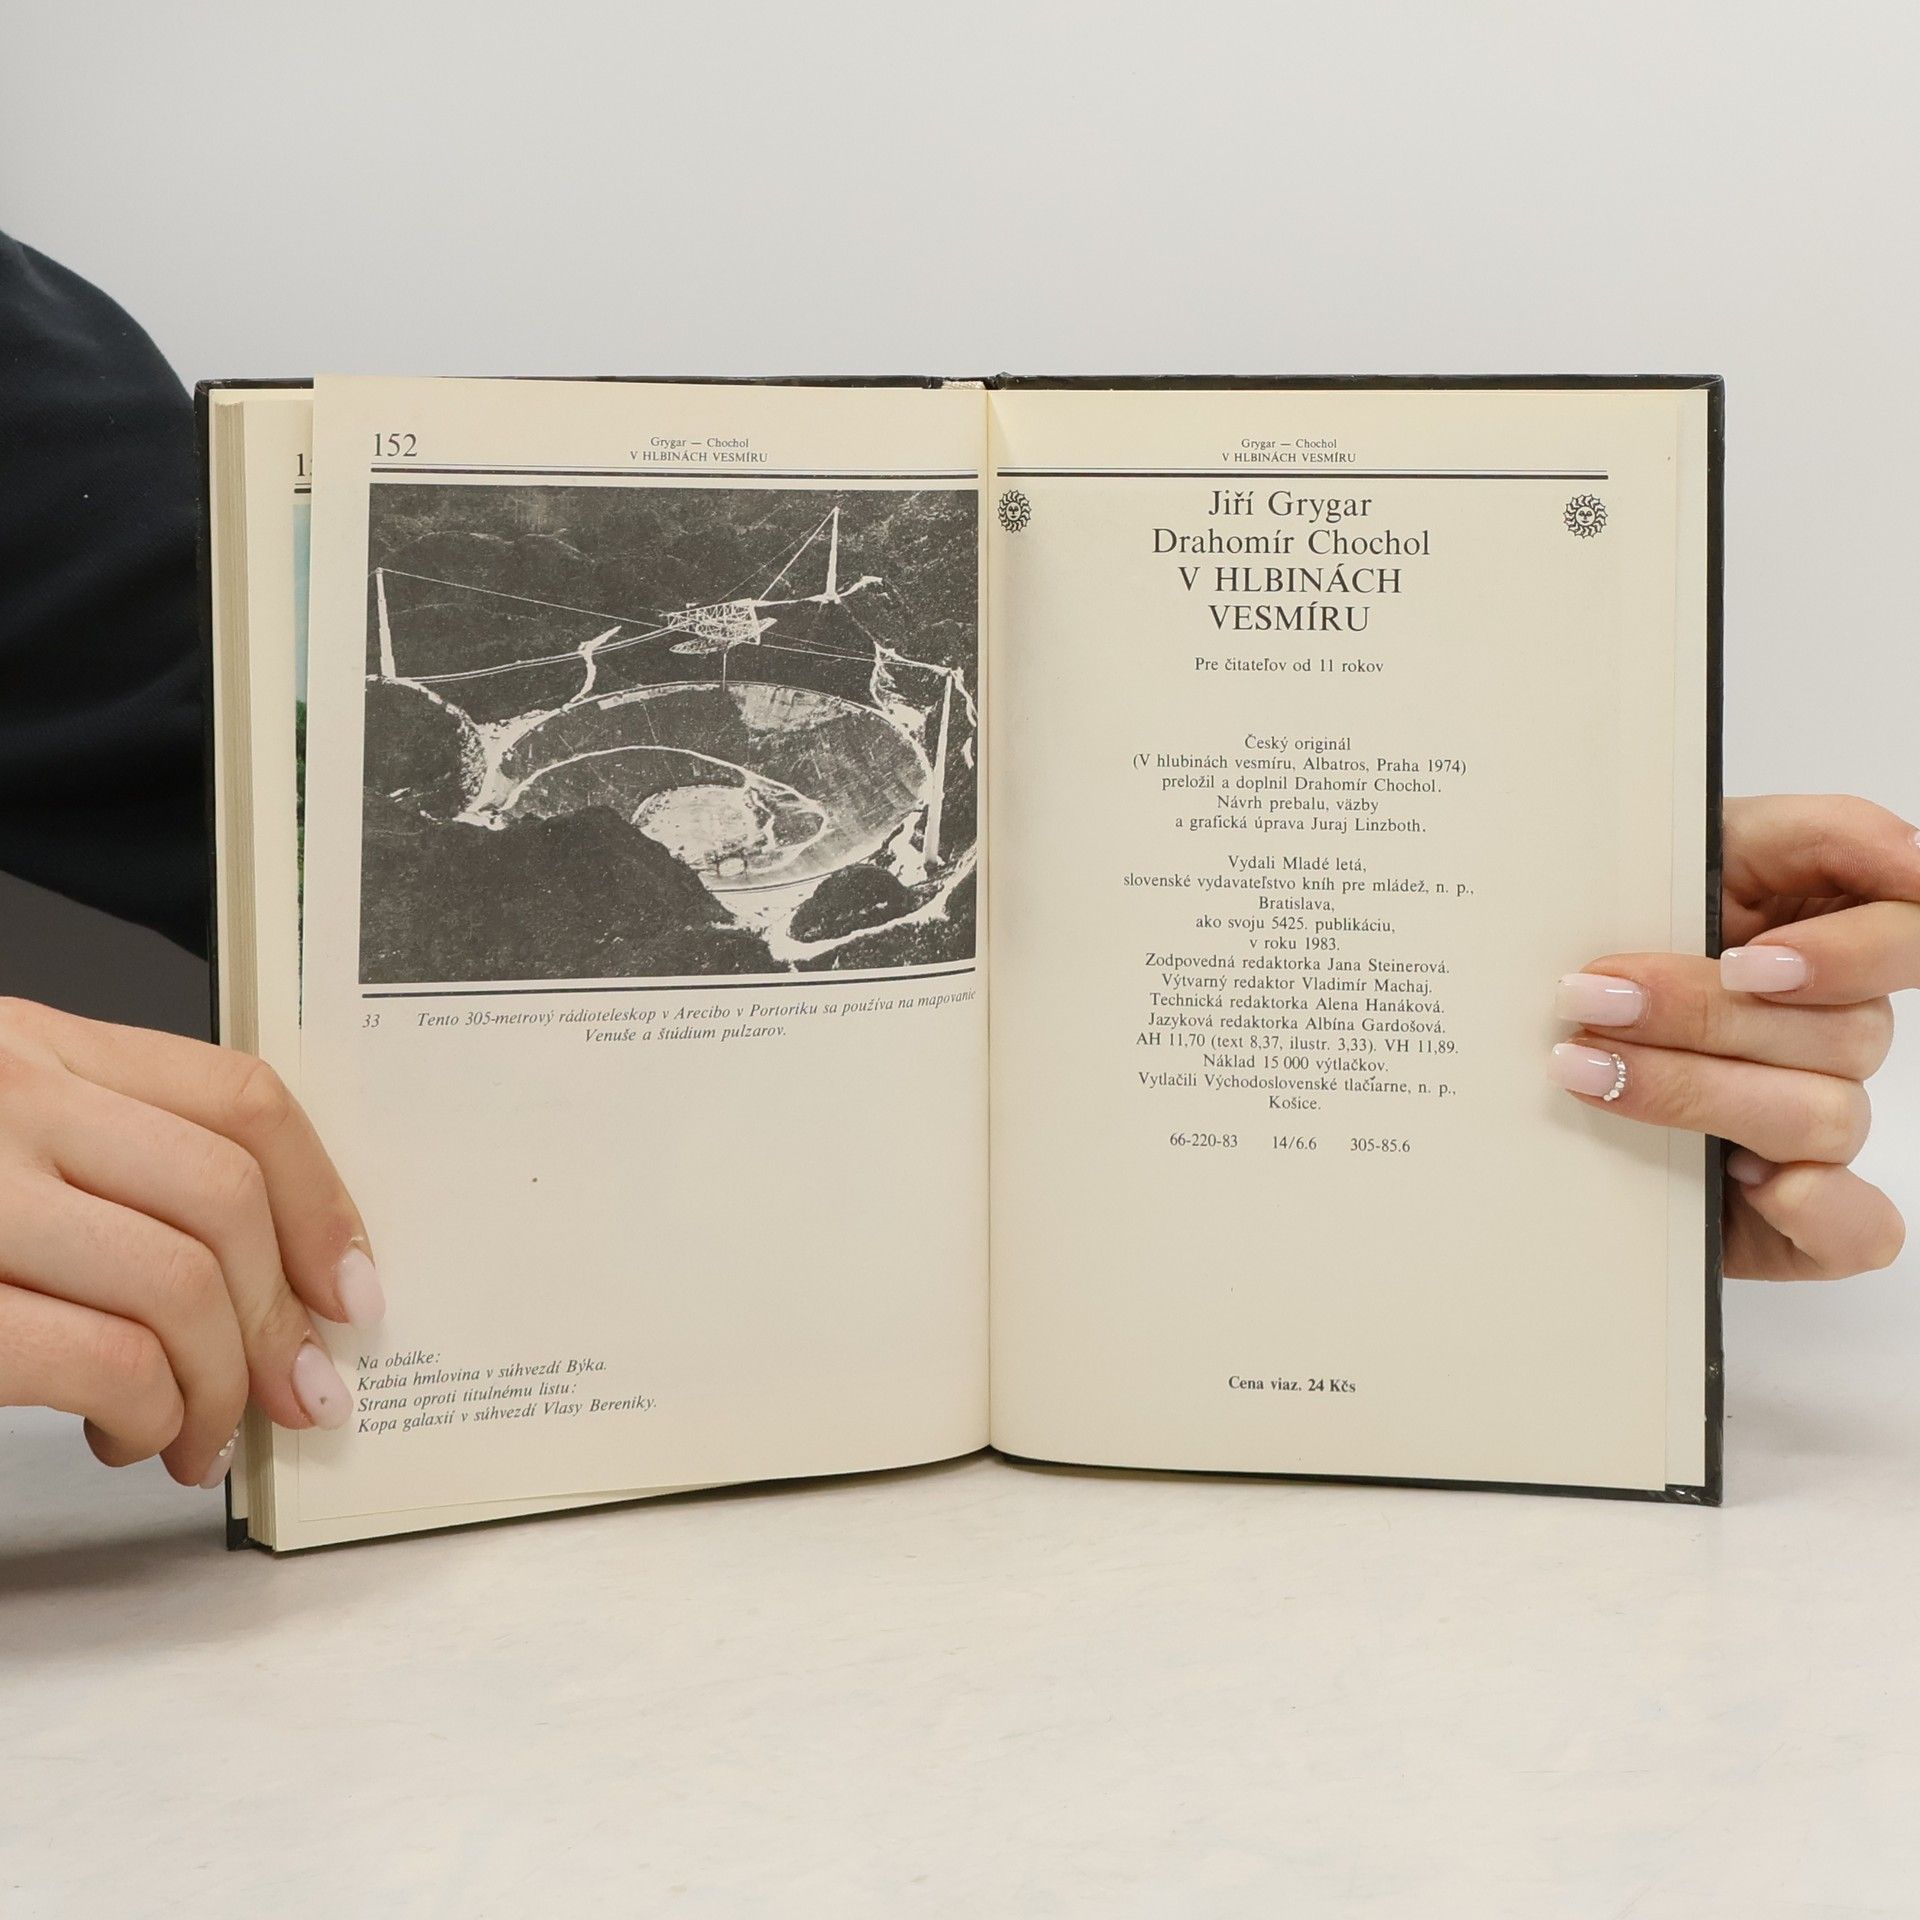 152
Grygar — Chochol
V HLBINÁCH VESMÍRU
33 Tento 305-metrový rádioteleskop v Arecibo v Portoriku sa používa na mapovanie
Venuše a štúdium pulzarov.
Na obálke:
Krabia hmlovina v súhvezdí Býka.
Strana oproti titulnému listu:
Kopa galaxií v súhvezdí Vlasy Bereniky.
Grygar — Chochol
V HLBINÁCH VESMÍRU
Jiří Grygar
Drahomír Chochol
V HLBINÁCH
VESMÍRU
Pre čitateľov od 11 rokov
Český originál
(V hlubinách vesmíru, Albatros, Praha 1974)
preložil a doplnil Drahomír Chochol.
Návrh prebalu, väzby
a grafická úprava Juraj Linzboth.
Vydali Mladé letá,
slovenské vydavateľstvo kníh pre mládež, n. p.,
Bratislava,
ako svoju 5425. publikáciu,
v roku 1983.
Zodpovedná redaktorka Jana Steinerová.
Výtvarný redaktor Vladimír Machaj.
Technická redaktorka Alena Hanáková.
Jazyková redaktorka Albína Gardošová.
AH 11,70 (text 8,37, ilustr. 3,33). VH 11,89.
Náklad 15 000 výtlačkov.
Vytlačili Východoslovenské tlačiarne, n. p.,
Košice.
66-220-83 14/6.6 305-85.6
Cena viaz. 24 Kčs